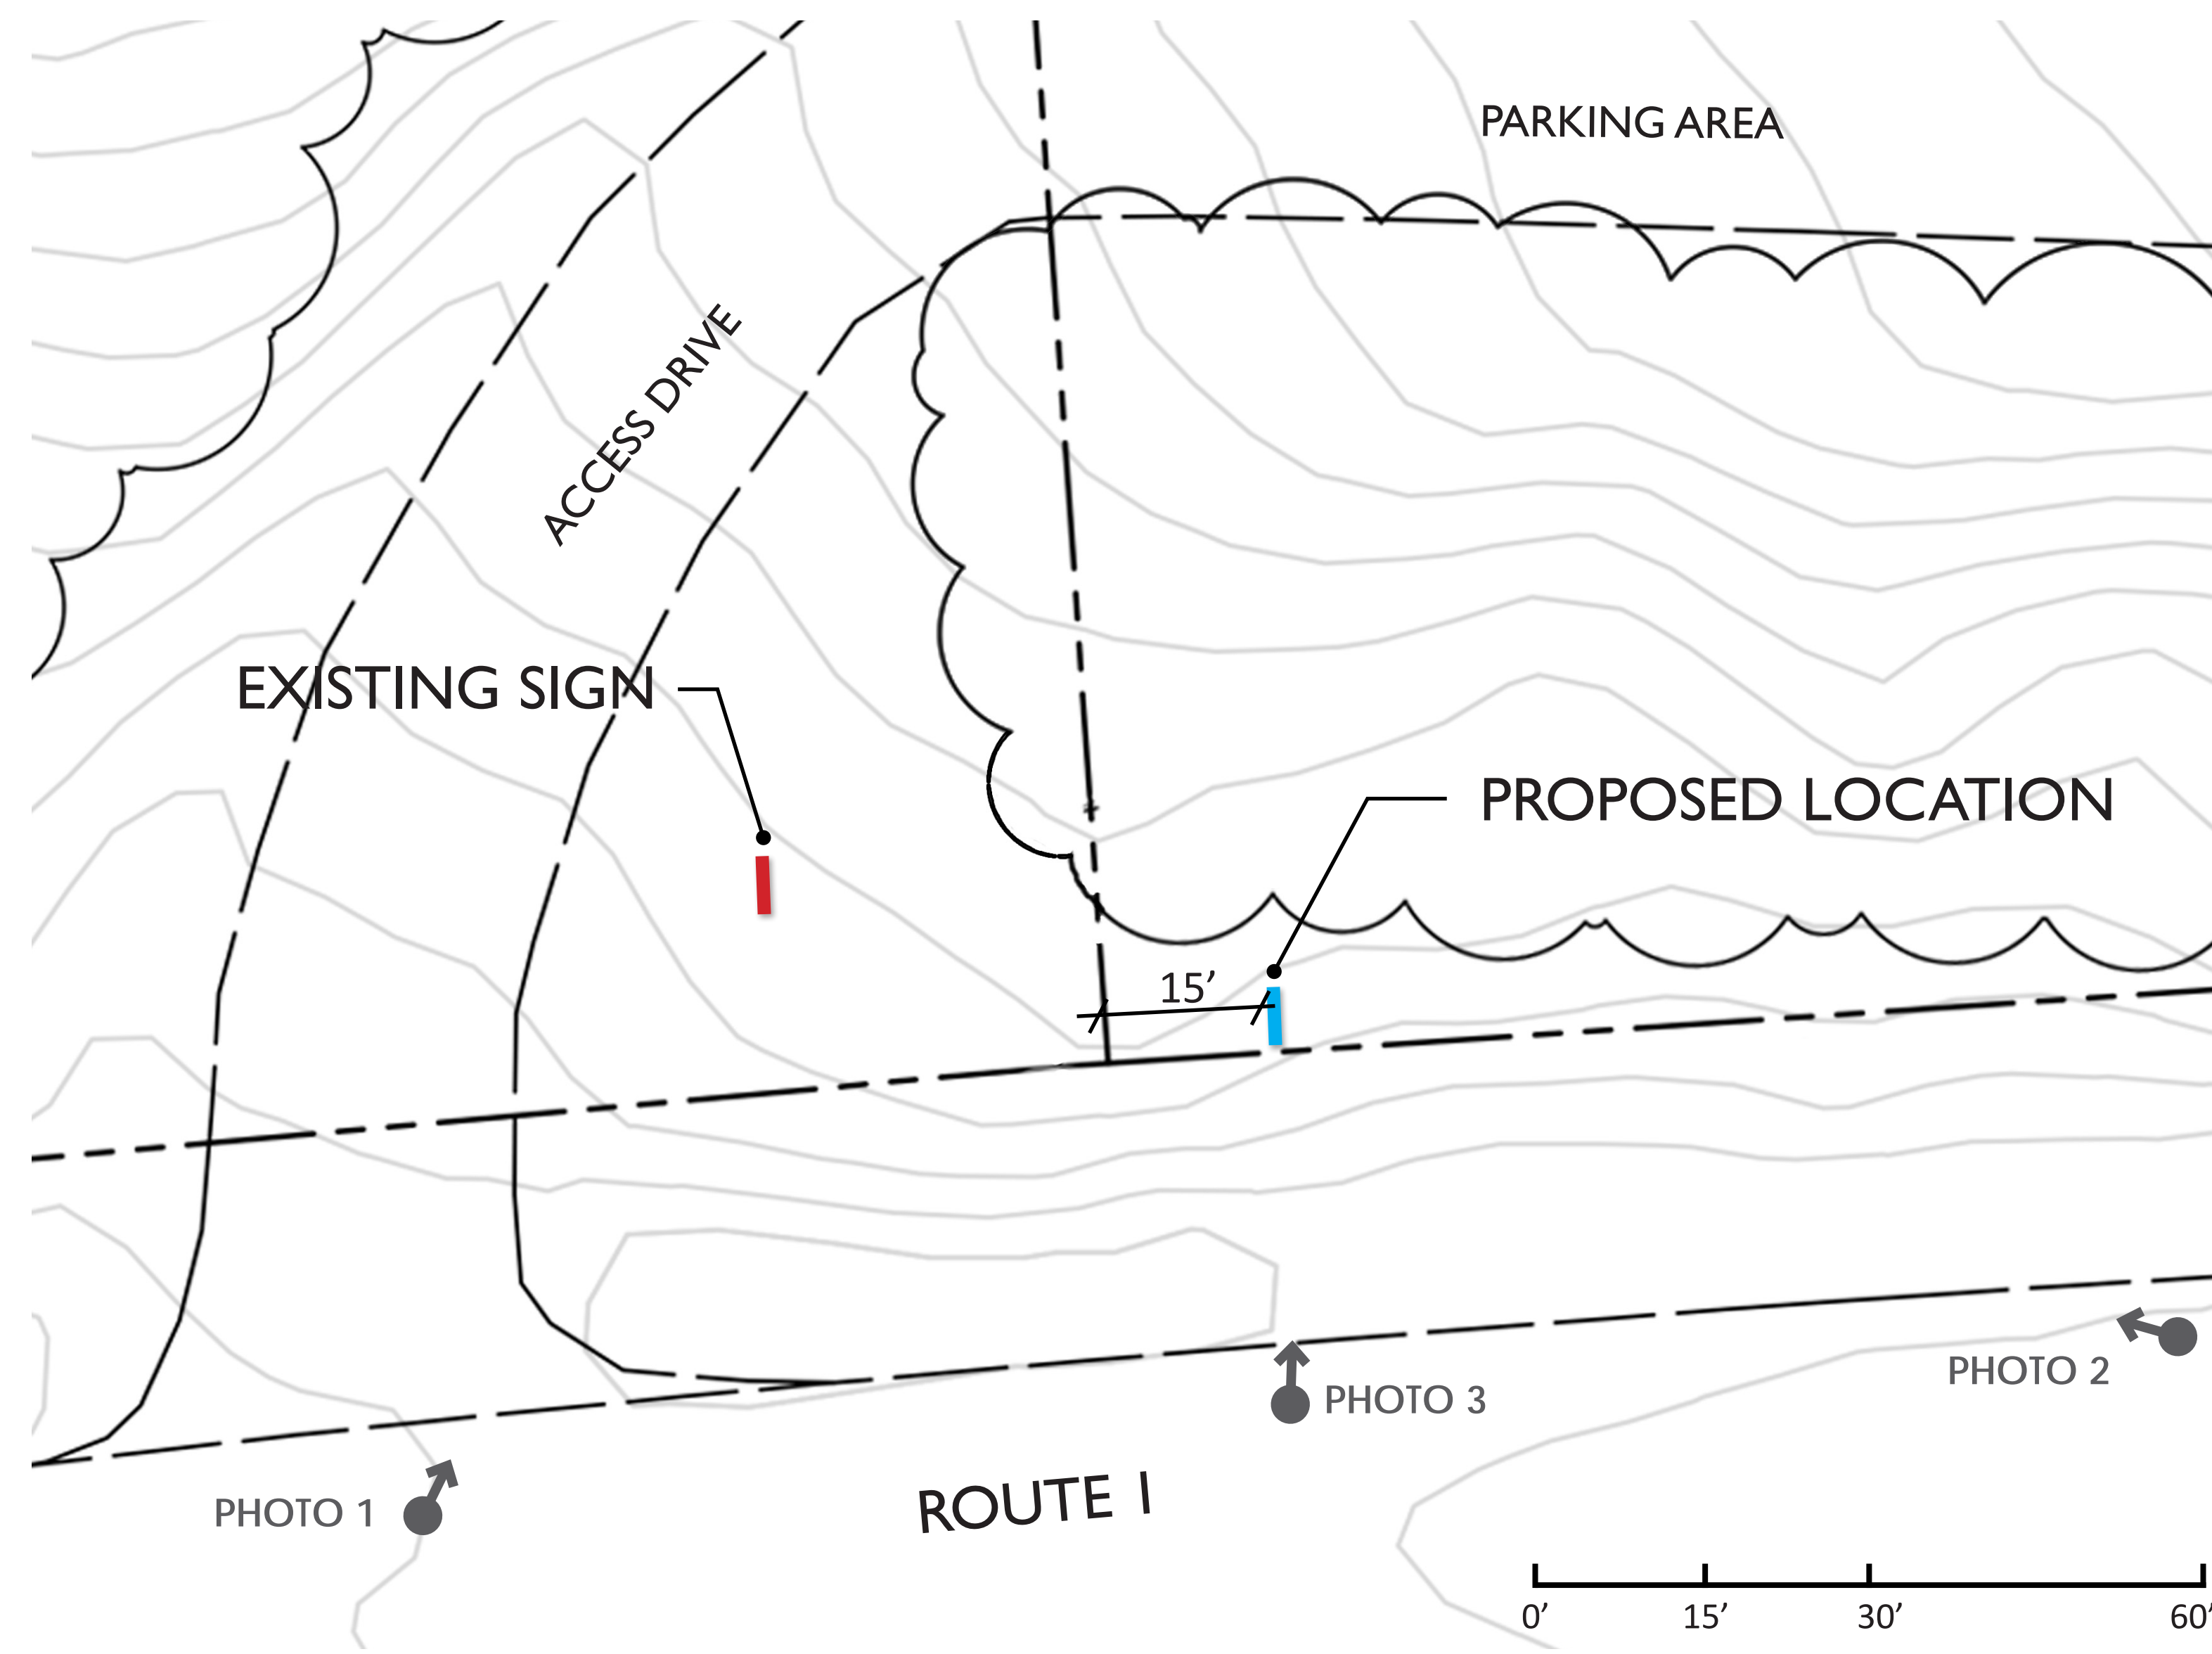 PARKING AREA
ACCESS DRIVE
EXISTING SIGN
PROPOSED LOCATION
15’
PHOTO 2
PHOTO 3
ROUTE 1
PHOTO 1
0’ 15’ 30’ 60’